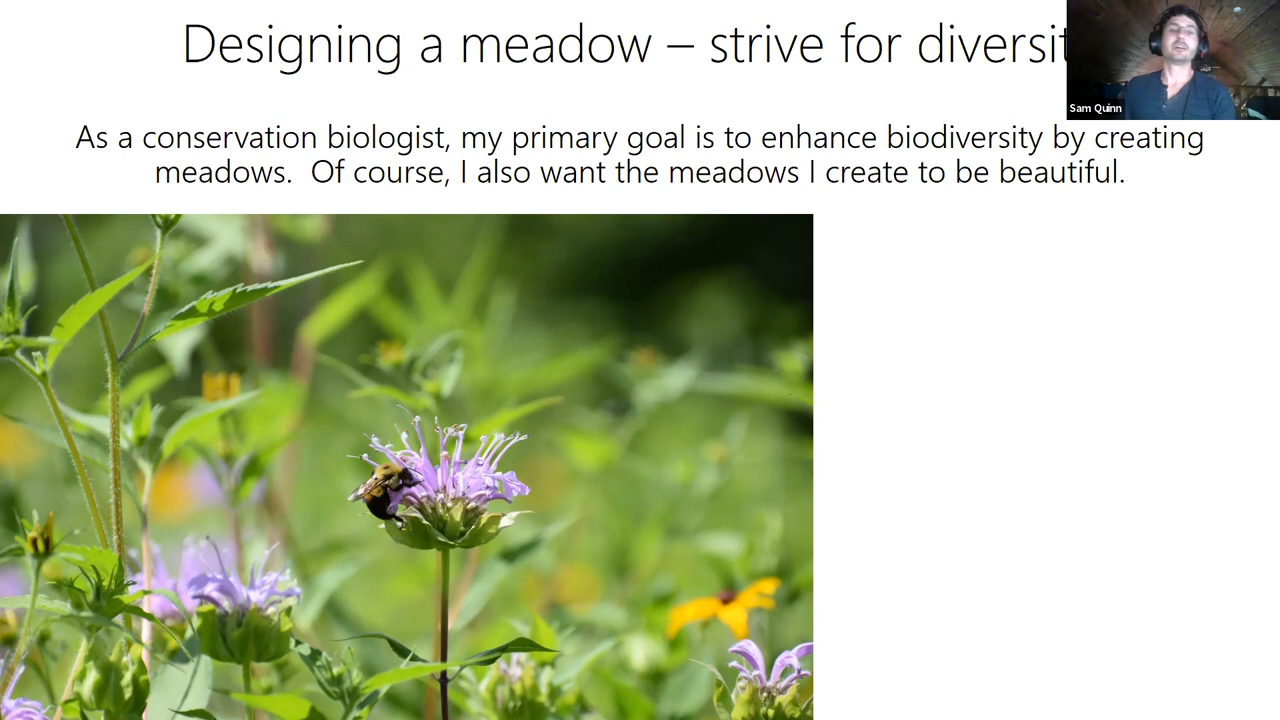 Designing a meadow – strive for diversit
Sam Quinn
As a conservation biologist, my primary goal is to enhance biodiversity by creating
meadows.  Of course, I also want the meadows I create to be beautiful.